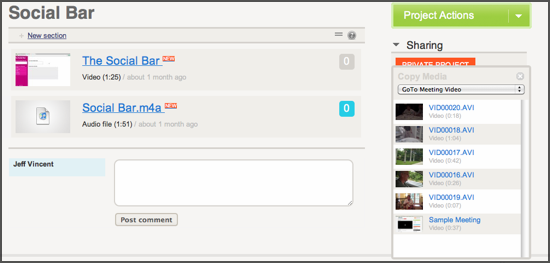 Social Bar
+ New section
The Social Bar NEW
Video (1:25) / about 1 month ago
0
Social Bar.m4a NEW
Audio file (1:51) / about 1 month ago
0
Jeff Vincent
Post comment
Project Actions
Sharing
PRIVATE PROJECT
Copy Media
GoTo Meeting Video
VID00020.AVI
Video (0:18)
VID00018.AVI
Video (1:04)
VID00017.AVI
Video (0:42)
VID00016.AVI
Video (0:26)
VID00019.AVI
Video (0:07)
Sample Meeting
Video (0:37)